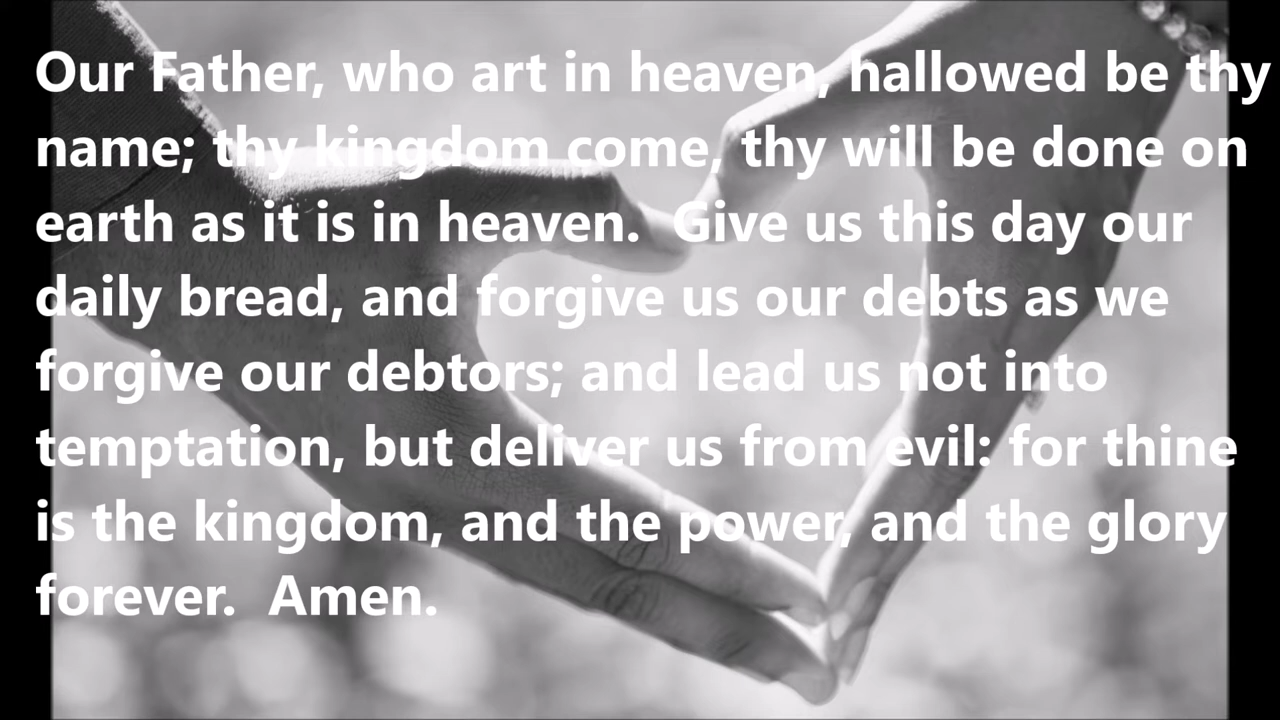 Our Father, who art in heaven, hallowed be thy
name; thy kingdom come, thy will be done on
earth as it is in heaven.  Give us this day our
daily bread, and forgive us our debts as we
forgive our debtors; and lead us not into
temptation, but deliver us from evil: for thine
is the kingdom, and the power, and the glory
forever.  Amen.